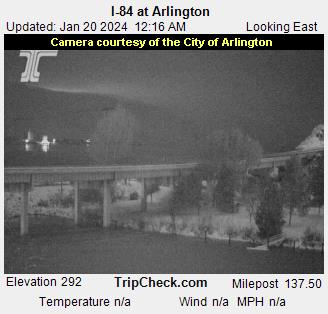 I-84 at Arlington
Updated: Jan 20 2024 12:16 AM Looking East
Camera courtesy of the City of Arlington
Elevation 292 TripCheck.com Milepost 137.50
Temperature n/a Wind n/a MPH n/a